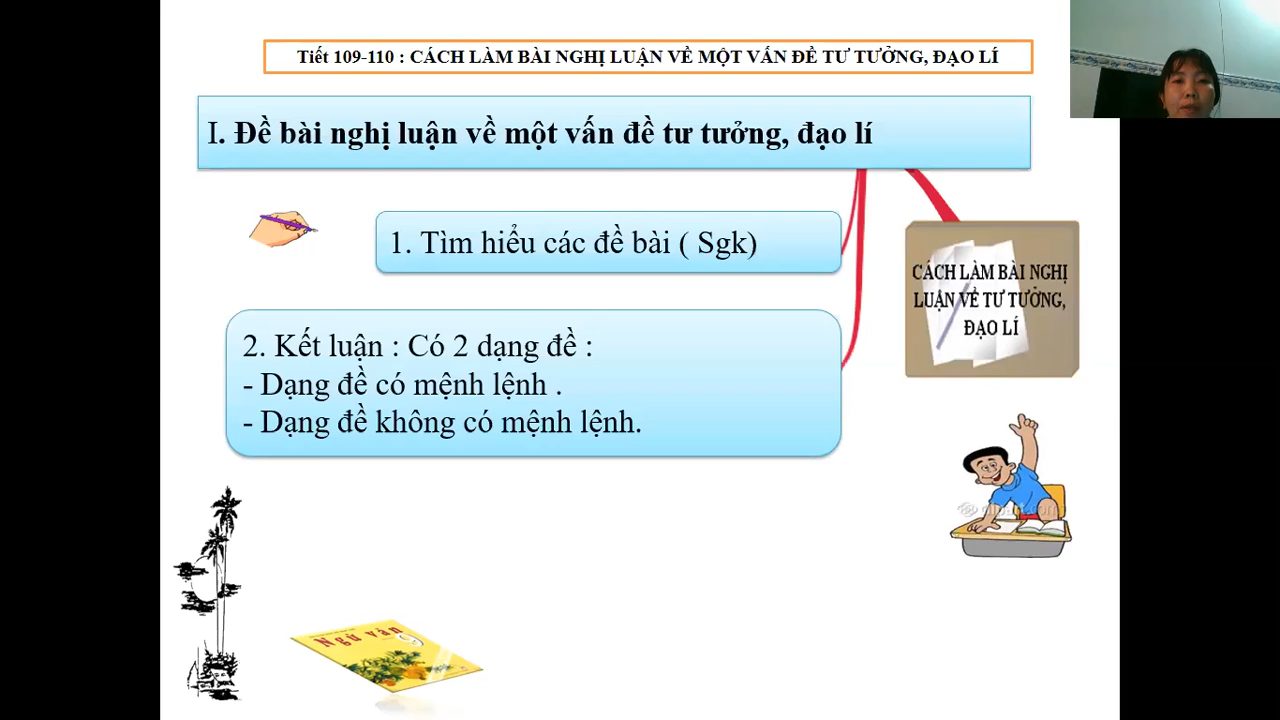 Tiết 109-110 : CÁCH LÀM BÀI NGHỊ LUẬN VỀ MỘT VẤN ĐỀ TƯ TƯỞNG, ĐẠO LÍ
I. Đề bài nghị luận về một vấn đề tư tưởng, đạo lí
1. Tìm hiểu các đề bài ( Sgk)
CÁCH LÀM BÀI NGHỊ
LUẬN VỀ TƯ TƯỞNG,
ĐẠO LÍ
2. Kết luận : Có 2 dạng đề :
- Dạng đề có mệnh lệnh .
- Dạng đề không có mệnh lệnh.
Ngữ văn